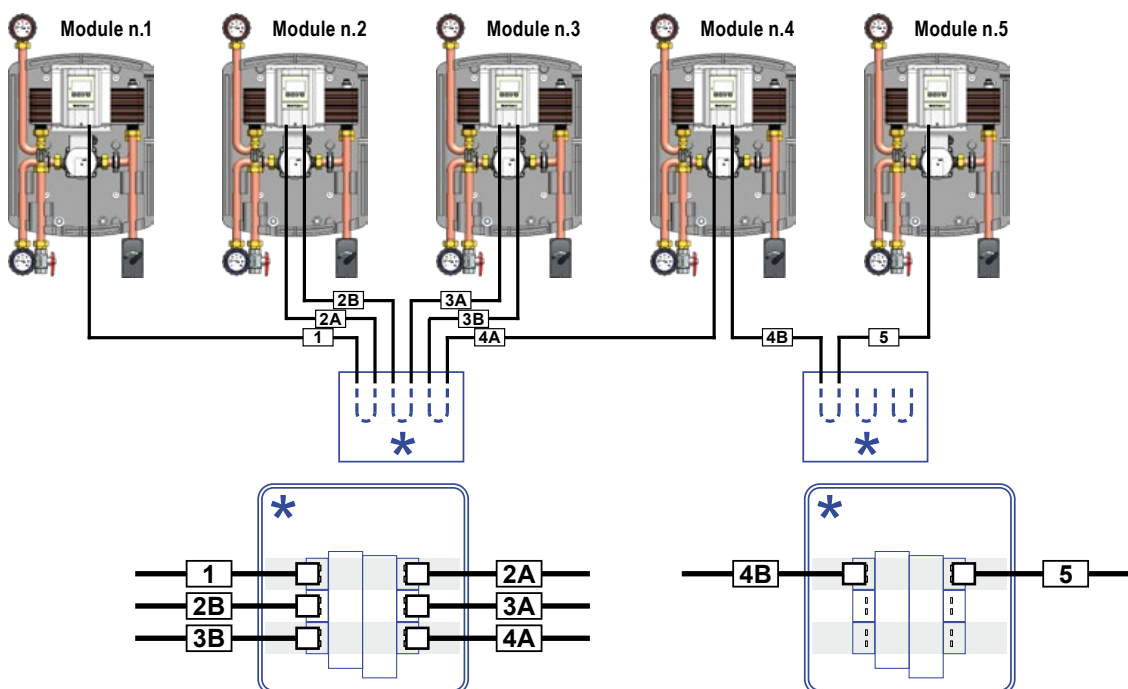 Module n.1 Module n.2 Module n.3 Module n.4 Module n.5
2B 3A
2A 3B
1 4A 4B 5
* *
* *
1 2A 4B 5
2B 3A
3B 4A